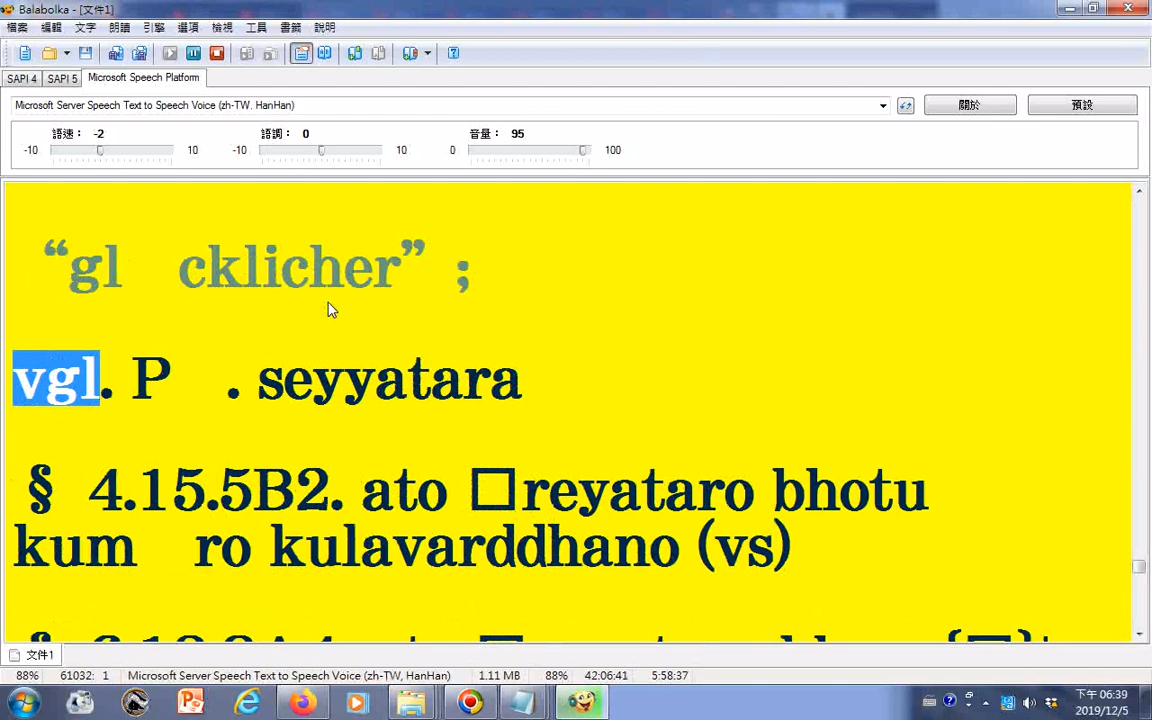 Balabolka - [文件1]
檔案 編輯 文字 朗讀 引擎 選項 檢視 工具 書籤 說明
SAPI 4 SAPI 5 Microsoft Speech Platform
Microsoft Server Speech Text to Speech Voice (zh-TW, HanHan)
關於 預設
語速： -2 語調： 0 音量： 95
-10 10 -10 10 0 100
“gl cklicher” ;
vgl. P . seyyatara
§ 4.15.5B2. ato □reyataro bhotu
kum ro kulavarddhano (vs)
文件1
88% 61032: 1 Microsoft Server Speech Text to Speech Voice (zh-TW, HanHan) 1.11 MB 88% 42:06:41 5:58:37
下午 06:39
2019/12/5